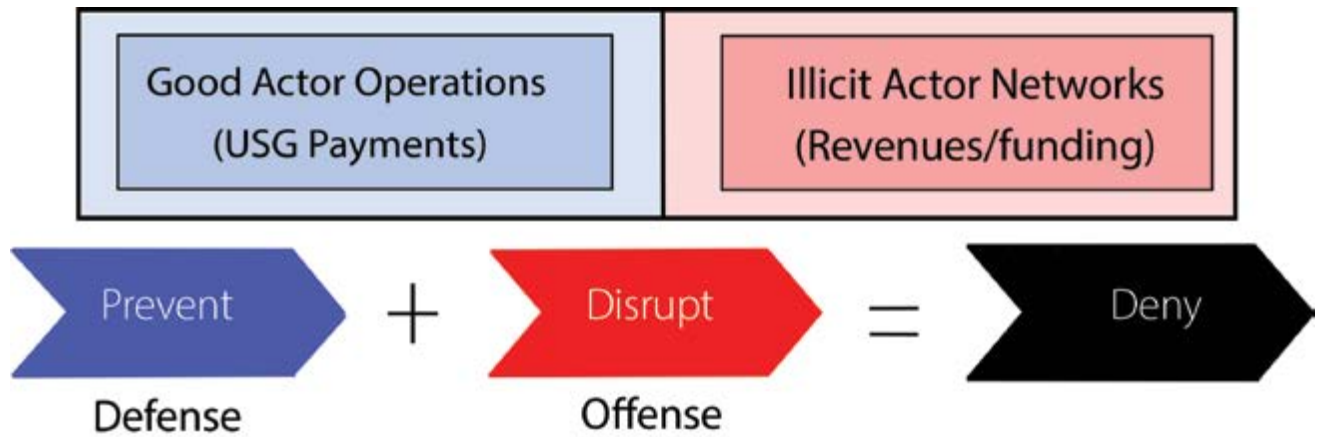 Good Actor Operations
(USG Payments)
Illicit Actor Networks
(Revenues/funding)
Prevent + Disrupt = Deny
Defense
Offense